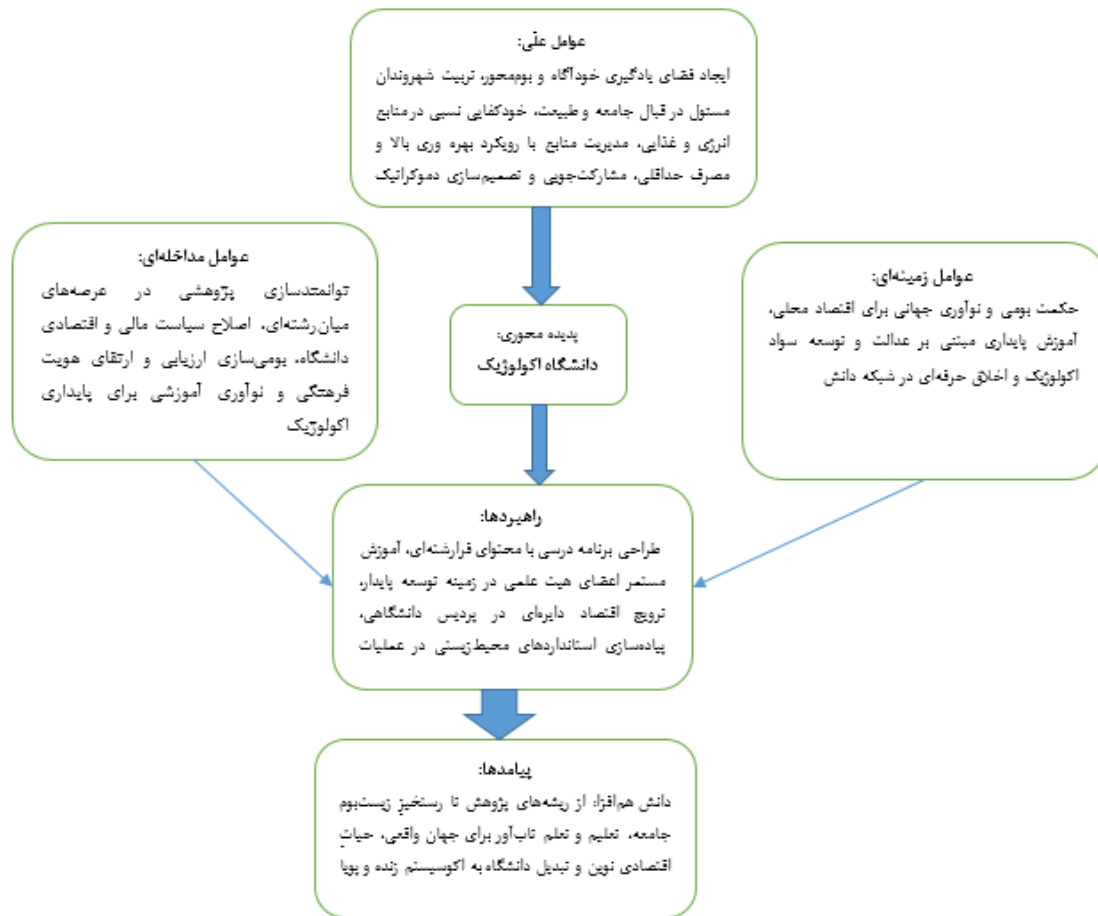 عوامل علّی:
ایجاد فضای یادگیری خودآگاه و بوم‌محور، تربیت شهروندان
مسئول در قبال جامعه و طبیعت، خودکفایی نسبی در منابع
انرژی و غذایی، مدیریت منابع با رویکرد بهره وری بالا و
مصرف حداقلی، مشارکت‌جویی و تصمیم‌سازی دموکراتیک
عوامل زمینه‌ای:
حکمت بومی و نوآوری جهانی برای اقتصاد محلی،
آموزش پایداری مبتنی بر عدالت و توسعه سواد
اکولوژیک و اخلاق حرفه‌ای در شبکه دانش
پدیده محوری:
دانشگاه اکولوژیک
عوامل مداخله‌ای:
توانمندسازی پژوهشی در عرصه‌های
میان‌رشته‌ای، اصلاح سیاست مالی و اقتصادی
دانشگاه، بومی‌سازی ارزیابی و ارتقای هویت
فرهنگی و نوآوری آموزشی برای پایداری
اکولوژیک
راهبردها:
طراحی برنامه درسی با محتوای فرارشته‌ای، آموزش
مستمر اعضای هیت علمی در زمینه توسعه پایدار،
ترویج اقتصاد دایره‌ای در پردیس دانشگاهی،
پیاده‌سازی استانداردهای محیط‌زیستی در عملیات
پیامدها:
دانش هم‌افزا: از ریشه‌های پژوهش تا رستخیزِ زیست‌بوم
جامعه، تعلیم و تعلم تاب‌آور برای جهان واقعی، حیاتِ
اقتصادی نوین و تبدیل دانشگاه به اکوسیستم زنده و پویا